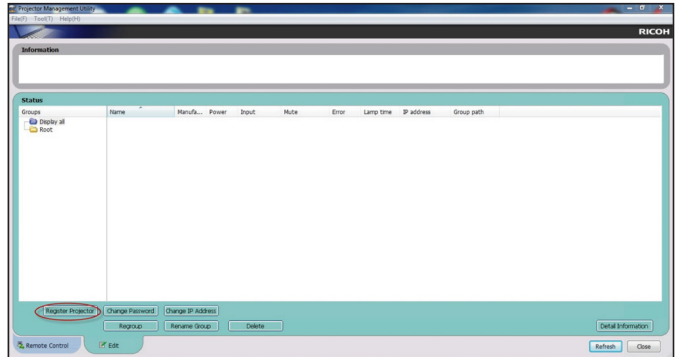 Projector Management Utility
File(F) Tool(T) Help(H)
RICOH
Information
Status
Groups Name Manufa... Power Input Mute Error Lamp time IP address Group path
Display all
Root
Register Projector Change Password Change IP Address
Regroup Rename Group Delete Detail Information
Remote Control Edit Refresh Close